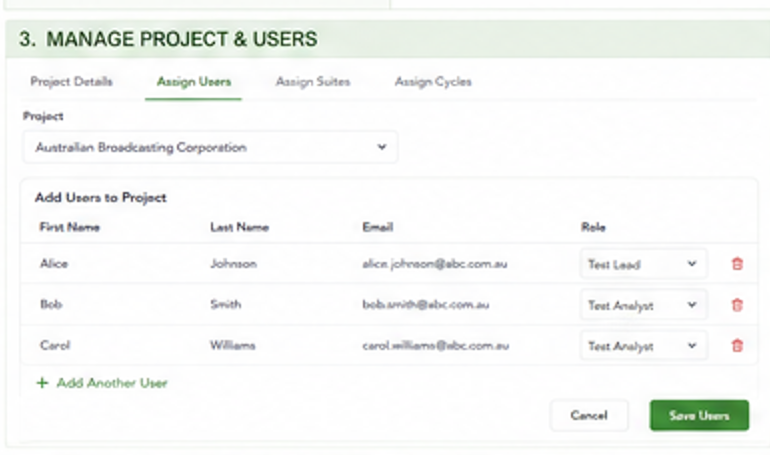 3. MANAGE PROJECT & USERS
Project Details Assign Users Assign Suites Assign Cycles
Project
Australian Broadcasting Corporation
Add Users to Project
First Name Last Name Email Role
Alice Johnson alice.johnson@abc.com.au Test Lead
Bob Smith bob.smith@abc.com.au Test Analyst
Carol Williams carol.williams@abc.com.au Test Analyst
+ Add Another User
Cancel Save Users